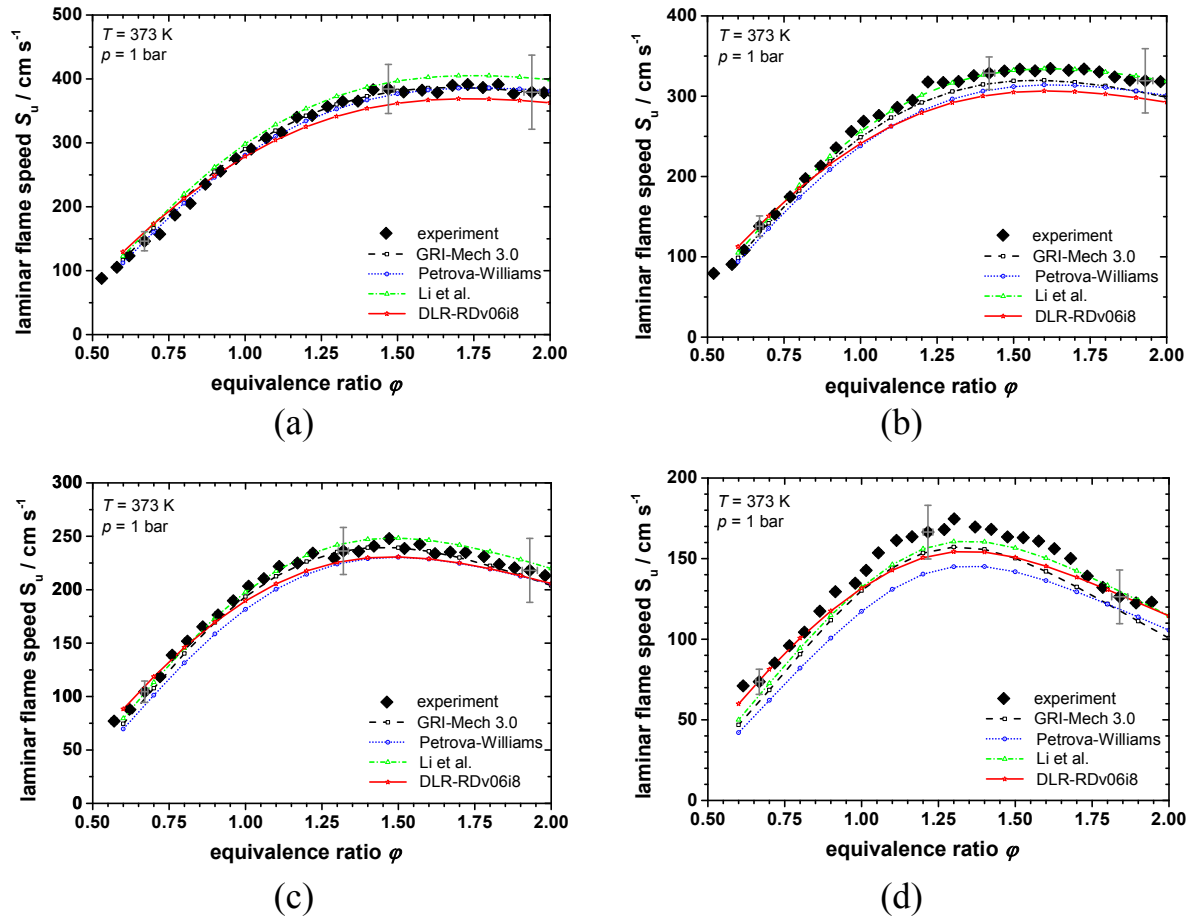 (a)
T = 373 K
p = 1 bar
laminar flame speed Su / cm s-1
500
400
300
200
100
0
experiment
GRI-Mech 3.0
Petrova-Williams
Li et al.
DLR-RDv06i8
0.50 0.75 1.00 1.25 1.50 1.75 2.00
equivalence ratio φ
(a)
T = 373 K
p = 1 bar
laminar flame speed Su / cm s-1
400
300
200
100
0
experiment
GRI-Mech 3.0
Petrova-Williams
Li et al.
DLR-RDv06i8
0.50 0.75 1.00 1.25 1.50 1.75 2.00
equivalence ratio φ
(b)
T = 373 K
p = 1 bar
laminar flame speed Su / cm s-1
300
250
200
150
100
50
0
experiment
GRI-Mech 3.0
Petrova-Williams
Li et al.
DLR-RDv06i8
0.50 0.75 1.00 1.25 1.50 1.75 2.00
equivalence ratio φ
(c)
T = 373 K
p = 1 bar
laminar flame speed Su / cm s-1
200
150
100
50
0
experiment
GRI-Mech 3.0
Petrova-Williams
Li et al.
DLR-RDv06i8
0.50 0.75 1.00 1.25 1.50 1.75 2.00
equivalence ratio φ
(d)